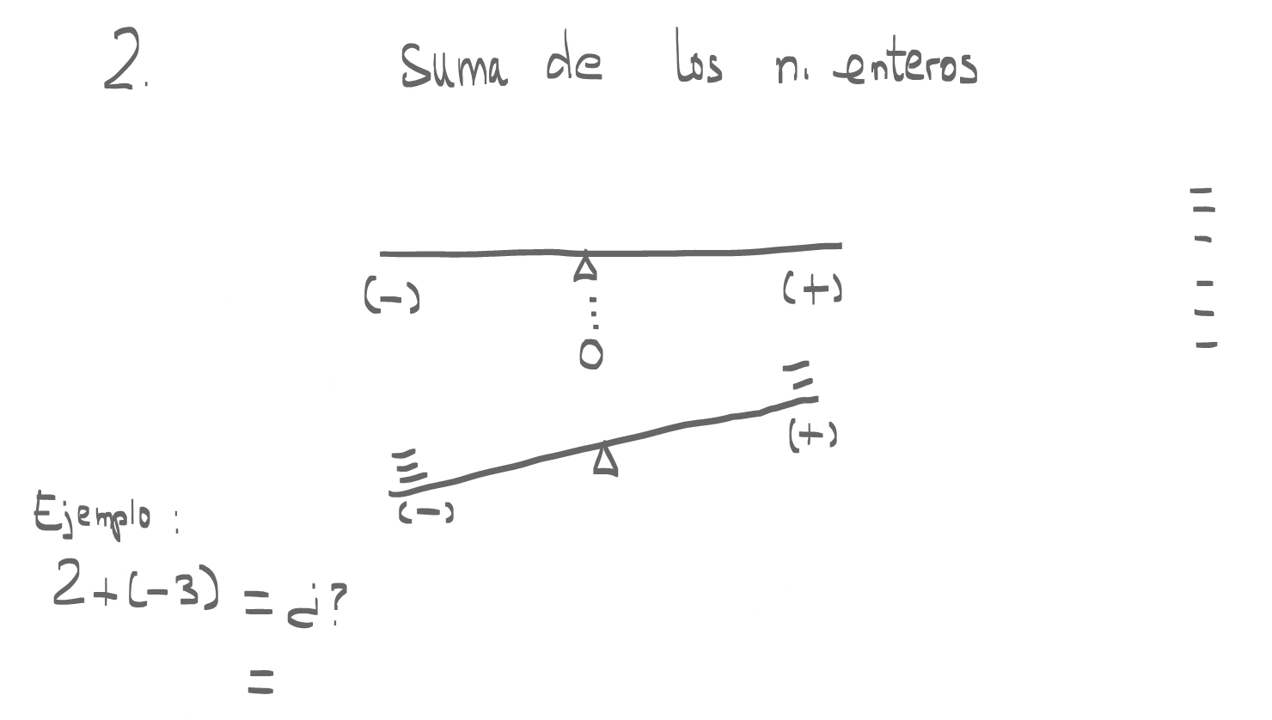 2. Suma de los n. enteros
(-) (+)
0
(+)
(-)
Ejemplo:
2+(-3) = ¿?
=